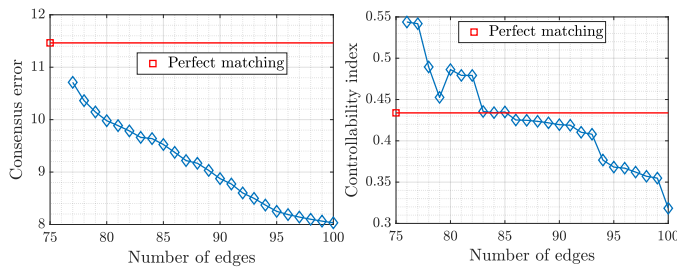 Consensus error
12
11
10
9
8
Perfect matching
75 80 85 90 95 100
Number of edges
Controllability index
0.55
0.5
0.45
0.4
0.35
0.3
Perfect matching
75 80 85 90 95 100
Number of edges